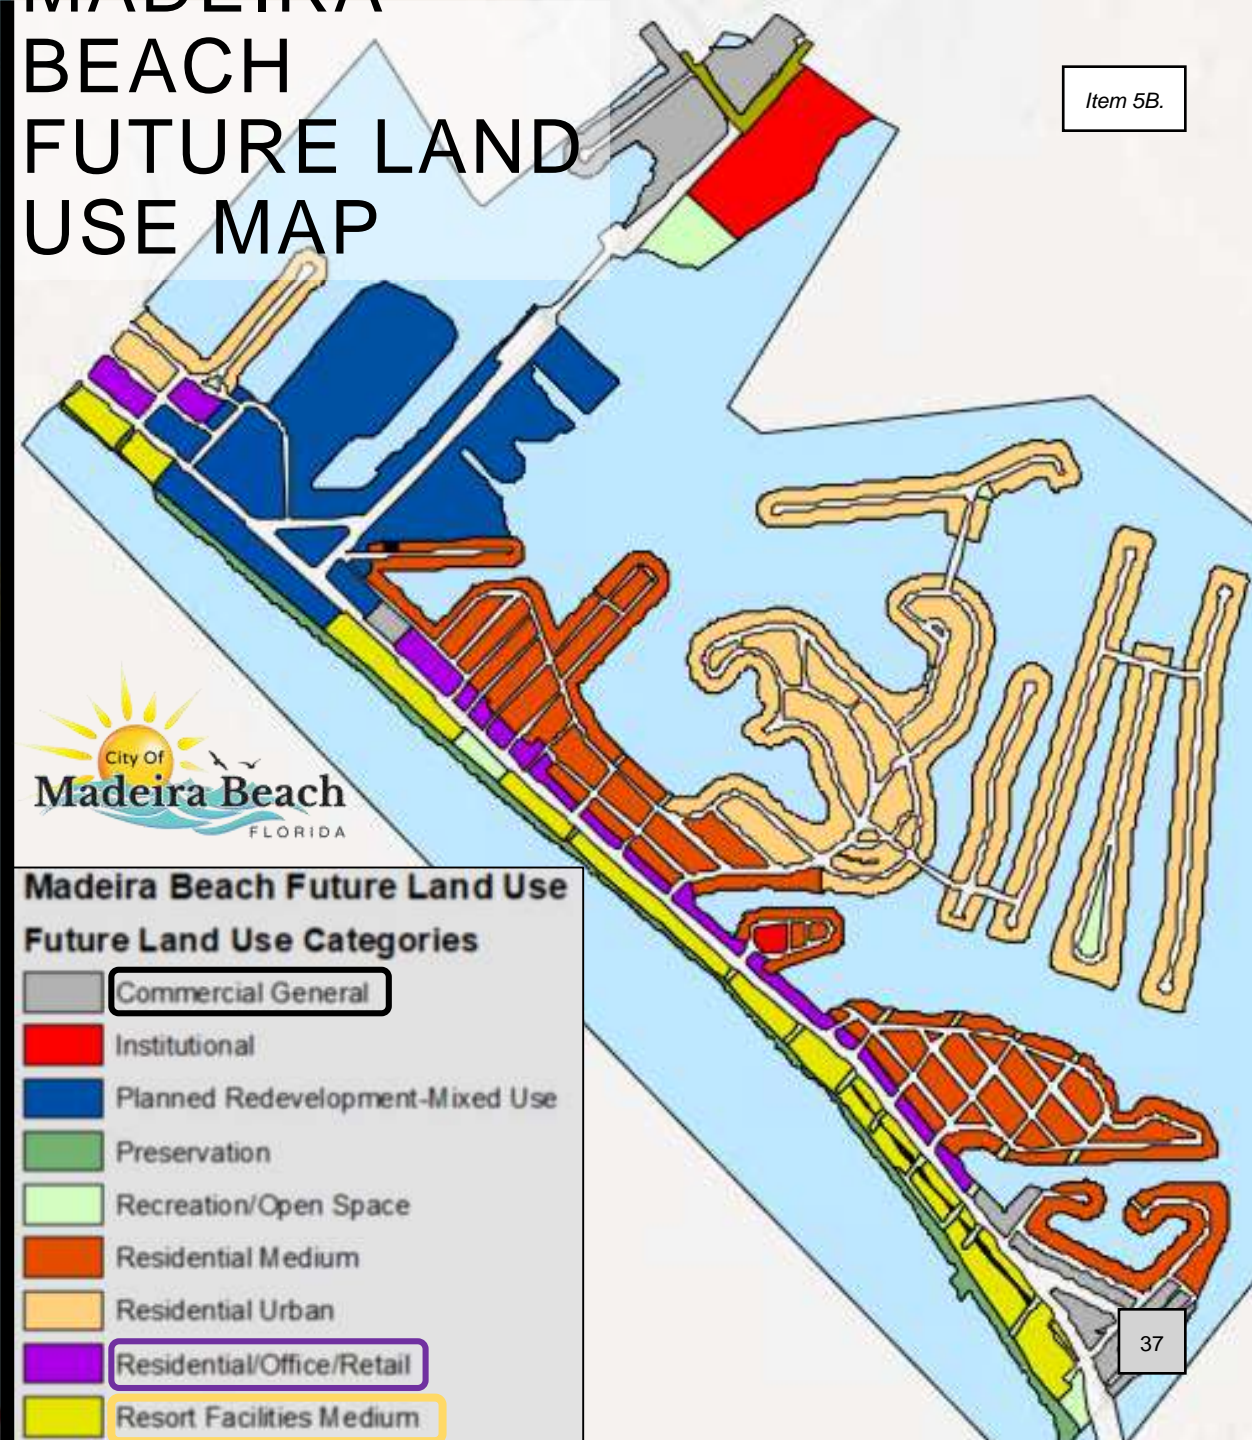 MADEIRA
BEACH
FUTURE LAND
USE MAP
Item 5B.
City Of
Madeira Beach
FLORIDA
Madeira Beach Future Land Use
Future Land Use Categories
Commercial General
Institutional
Planned Redevelopment-Mixed Use
Preservation
Recreation/Open Space
Residential Medium
Residential Urban
Residential/Office/Retail
Resort Facilities Medium
37